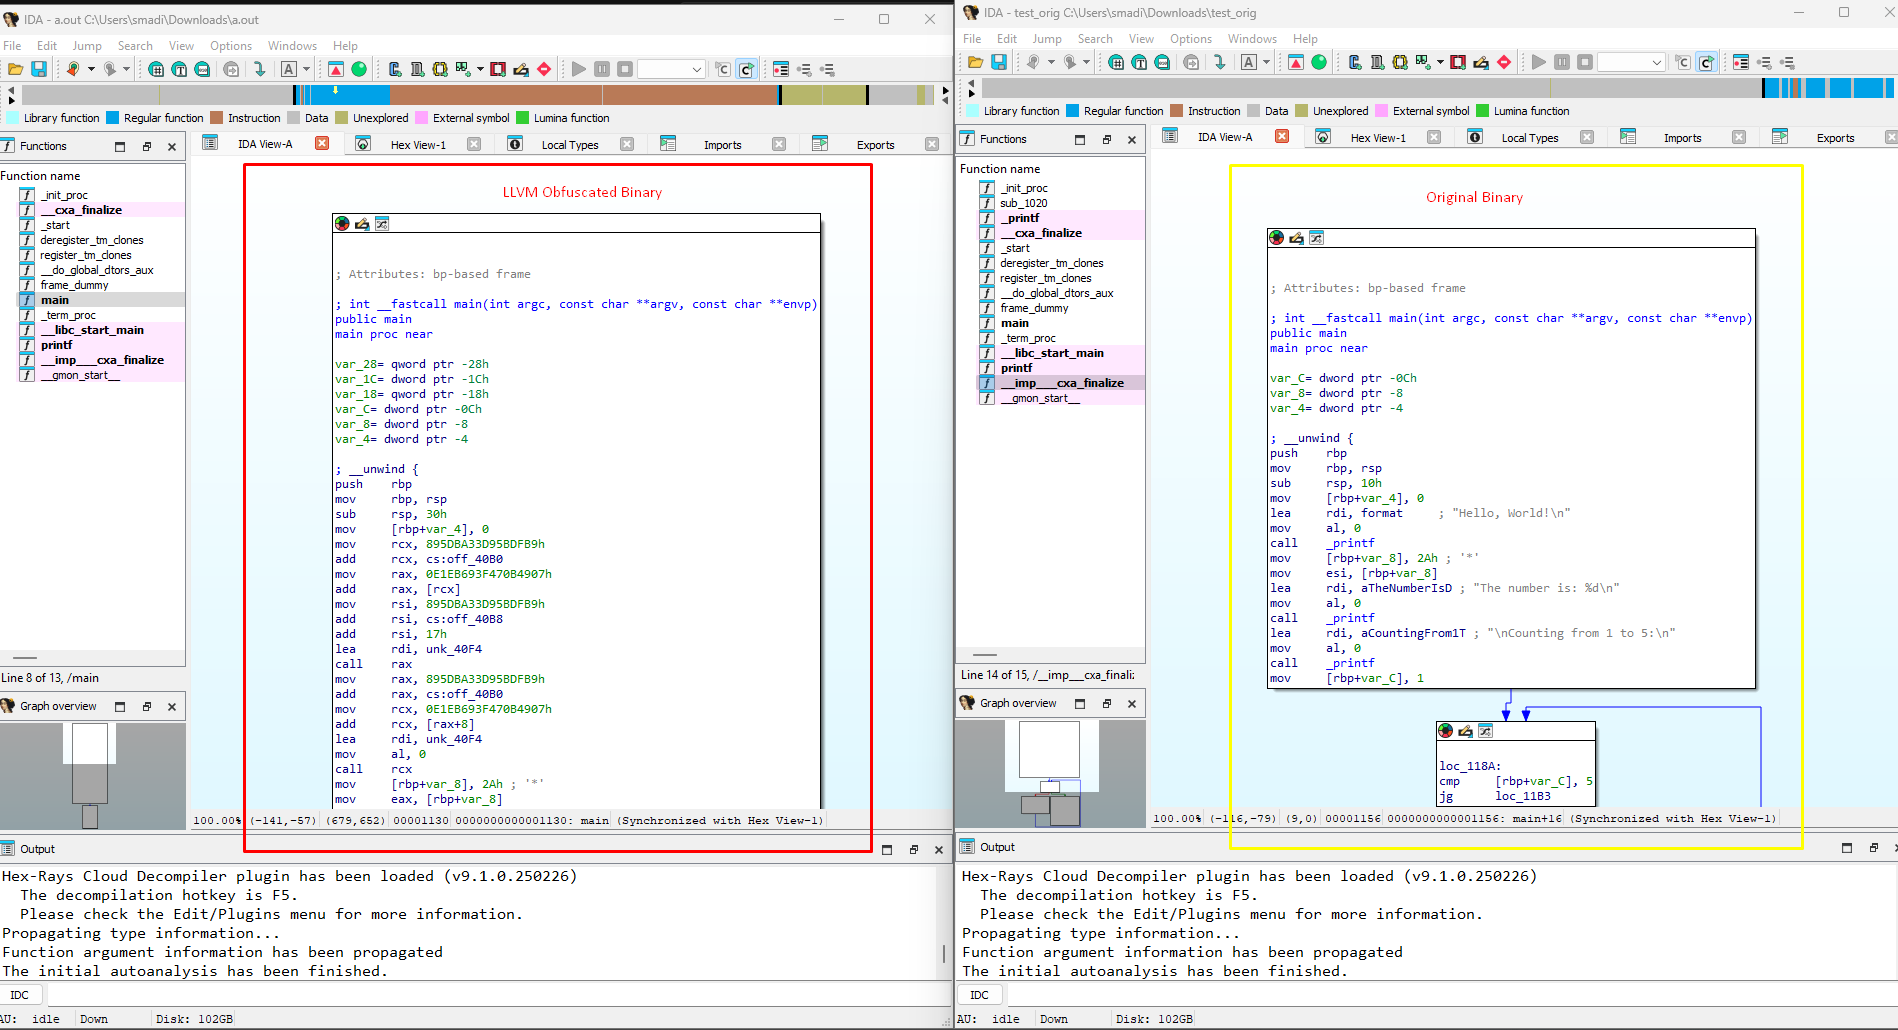 IDA - a.out C:\Users\smadi\Downloads\a.out
File Edit Jump Search View Options Windows Help
Library function Regular function Instruction Data Unexplored External symbol Lumina function
Functions
IDA View-A
Hex View-1
Local Types
Imports
Exports
Function name
_init_proc
__cxa_finalize
_start
deregister_tm_clones
register_tm_clones
__do_global_dtors_aux
frame_dummy
main
_term_proc
__libc_start_main
printf
__imp___cxa_finalize
__gmon_start__
Line 8 of 13, /main
Graph overview
LLVM Obfuscated Binary
; Attributes: bp-based frame
; int __fastcall main(int argc, const char **argv, const char **envp)
public main
main proc near
var_28= qword ptr -28h
var_1C= dword ptr -1Ch
var_18= qword ptr -18h
var_C= dword ptr -0Ch
var_8= dword ptr -8
var_4= dword ptr -4
; __unwind {
push rbp
mov rbp, rsp
sub rsp, 30h
mov [rbp+var_4], 0
mov rcx, 895DBA33D95BDFB9h
add rcx, cs:off_40B0
mov rax, 0E1EB693F470B4907h
add rax, [rcx]
mov rsi, 895DBA33D95BDFB9h
add rsi, cs:off_40B8
add rsi, 17h
lea rdi, unk_40F4
call rax
mov rax, 895DBA33D95BDFB9h
add rax, cs:off_40B0
mov rcx, 0E1EB693F470B4907h
add rcx, [rax+8]
lea rdi, unk_40F4
mov al, 0
call rcx
mov [rbp+var_8], 2Ah ; '*'
mov eax, [rbp+var_8]
100.00% (-141,-57) (679,652) 00001130 0000000000001130: main (Synchronized with Hex View-1)
Output
Hex-Rays Cloud Decompiler plugin has been loaded (v9.1.0.250226)
The decompilation hotkey is F5.
Please check the Edit/Plugins menu for more information.
Propagating type information...
Function argument information has been propagated
The initial autoanalysis has been finished.
IDC
AU: idle Down Disk: 102GB
IDA - test_orig C:\Users\smadi\Downloads\test_orig
File Edit Jump Search View Options Windows Help
Library function Regular function Instruction Data Unexplored External symbol Lumina function
Functions
IDA View-A
Hex View-1
Local Types
Imports
Exports
Function name
_init_proc
sub_1020
_printf
__cxa_finalize
_start
deregister_tm_clones
register_tm_clones
__do_global_dtors_aux
frame_dummy
main
_term_proc
__libc_start_main
printf
__imp___cxa_finalize
__gmon_start__
Line 14 of 15, /__imp___cxa_finali:
Graph overview
Original Binary
; Attributes: bp-based frame
; int __fastcall main(int argc, const char **argv, const char **envp)
public main
main proc near
var_C= dword ptr -0Ch
var_8= dword ptr -8
var_4= dword ptr -4
; __unwind {
push rbp
mov rbp, rsp
sub rsp, 10h
mov [rbp+var_4], 0
lea rdi, format ; "Hello, World!\n"
mov al, 0
call _printf
mov [rbp+var_8], 2Ah ; '*'
mov esi, [rbp+var_8]
lea rdi, aTheNumberIsD ; "The number is: %d\n"
mov al, 0
call _printf
lea rdi, aCountingFrom1T ; "\nCounting from 1 to 5:\n"
mov al, 0
call _printf
mov [rbp+var_C], 1
loc_118A:
cmp [rbp+var_C], 5
jg loc_11B3
100.00% (-116,-79) (9,0) 00001156 0000000000001156: main+16 (Synchronized with Hex View-1)
Output
Hex-Rays Cloud Decompiler plugin has been loaded (v9.1.0.250226)
The decompilation hotkey is F5.
Please check the Edit/Plugins menu for more information.
Propagating type information...
Function argument information has been propagated
The initial autoanalysis has been finished.
IDC
AU: idle Down Disk: 102GB